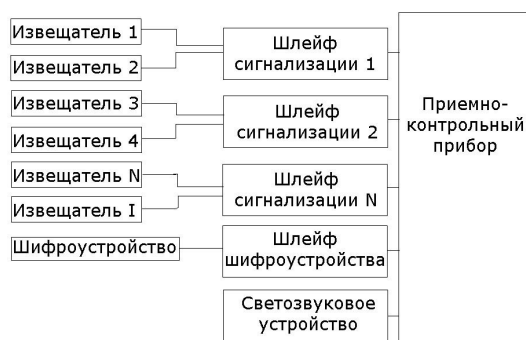 Извещатель 1
Извещатель 2
Шлейф
сигнализации 1
Извещатель 3
Извещатель 4
Шлейф
сигнализации 2
Извещатель N
Извещатель I
Шлейф
сигнализации N
Шифроустройство
Шлейф
шифроустройства
Светозвуковое
устройство
Приемно-
контрольный
прибор